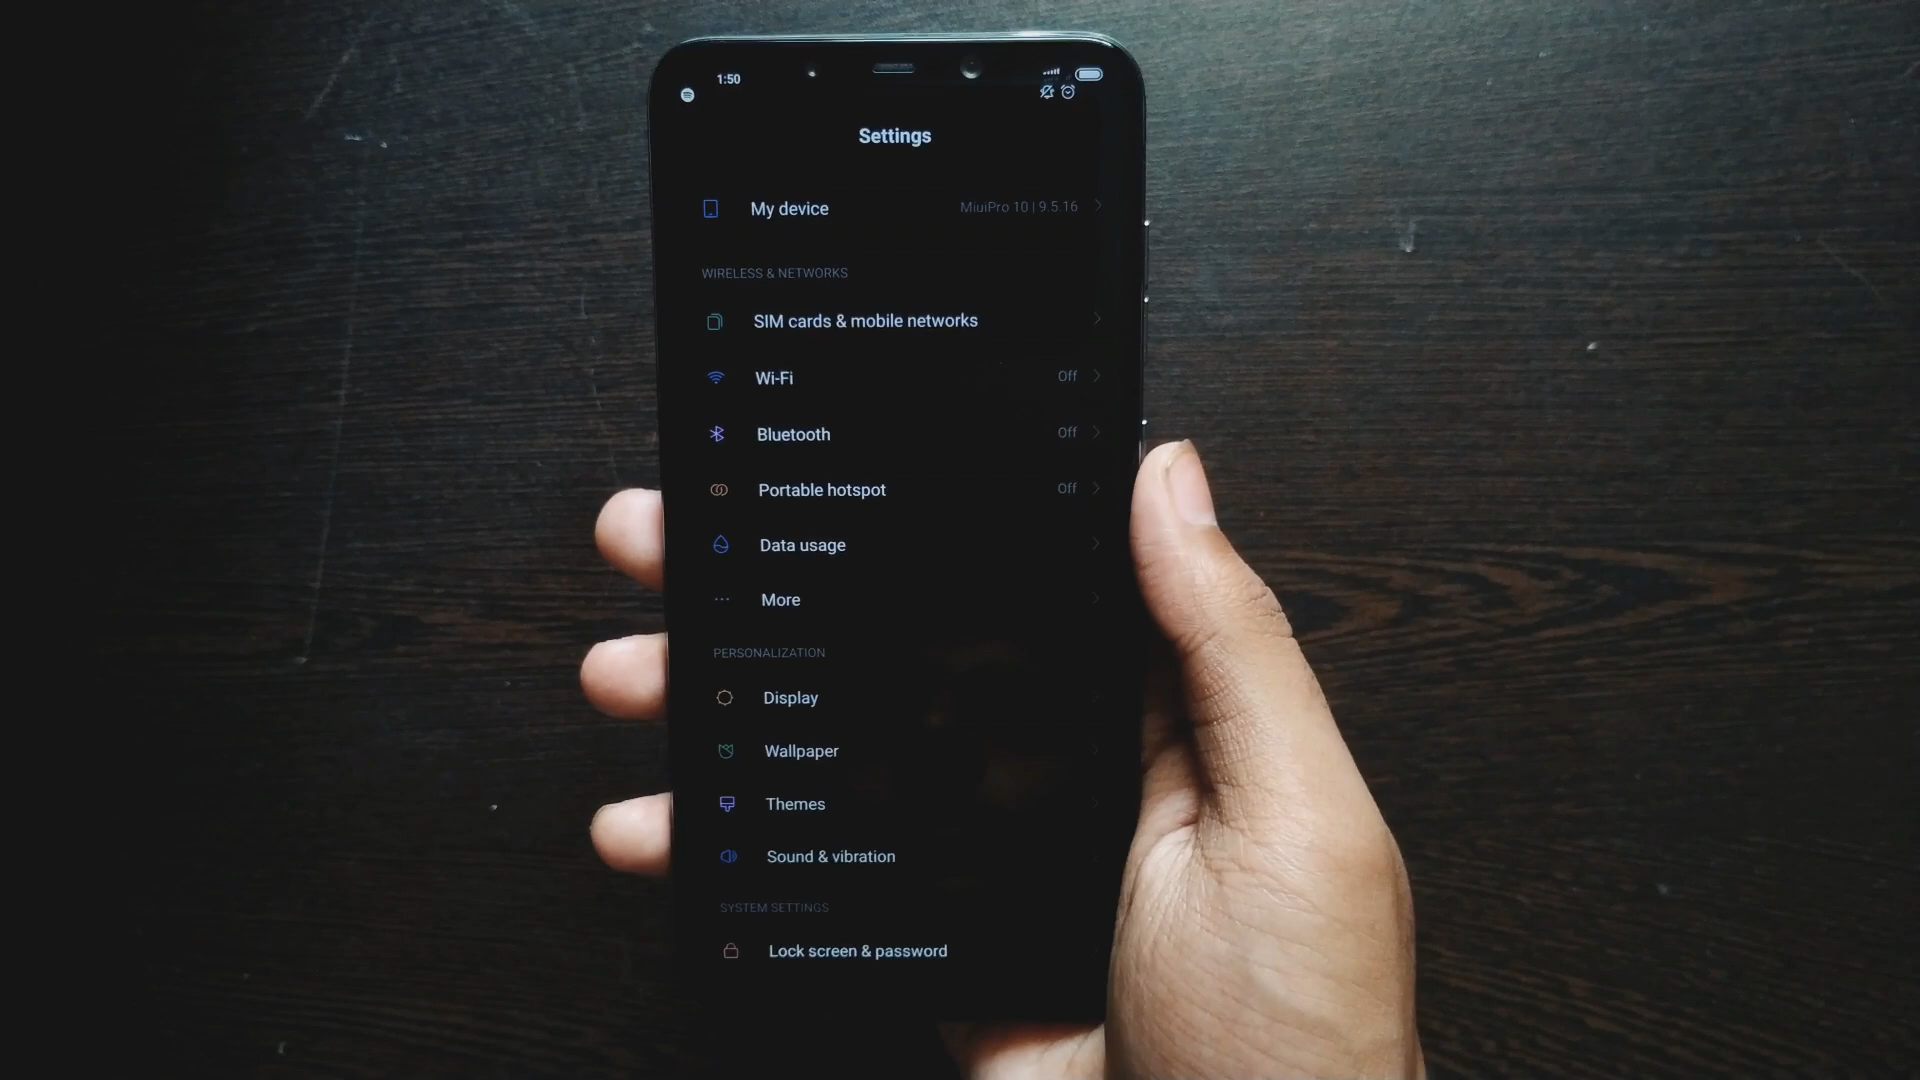 1:50
Settings
My device MiuiPro 10 | 9.5.16
WIRELESS & NETWORKS
SIM cards & mobile networks
Wi-Fi Off
Bluetooth Off
Portable hotspot Off
Data usage
More
PERSONALIZATION
Display
Wallpaper
Themes
Sound & vibration
SYSTEM SETTINGS
Lock screen & password